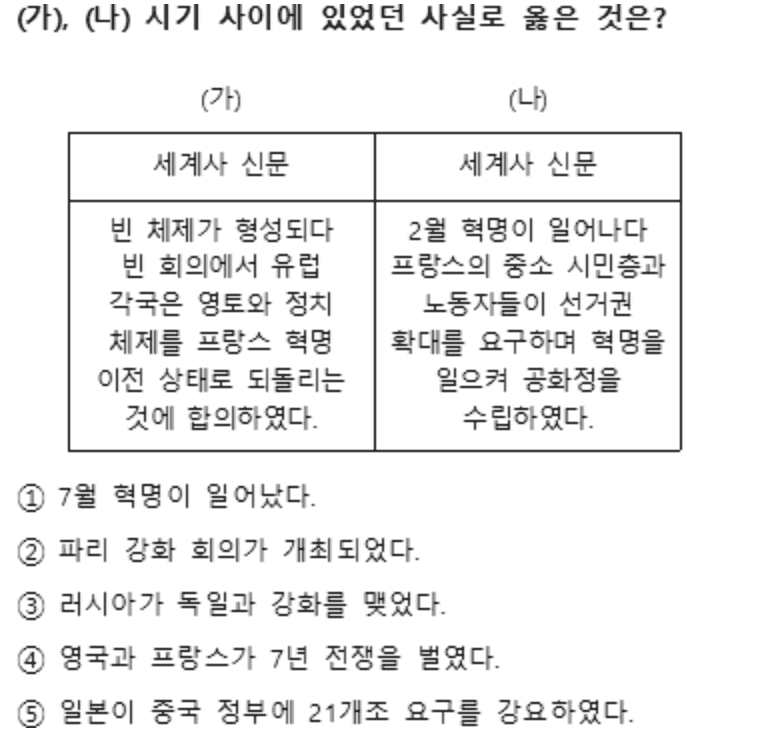 (가), (나) 시기 사이에 있었던 사실로 옳은 것은?
(가)
(나)
세계사 신문
빈 체제가 형성되다
빈 회의에서 유럽
각국은 영토와 정치
체제를 프랑스 혁명
이전 상태로 되돌리는
것에 합의하였다.
세계사 신문
2월 혁명이 일어나다
프랑스의 중소 시민층과
노동자들이 선거권
확대를 요구하며 혁명을
일으켜 공화정을
수립하였다.
① 7월 혁명이 일어났다.
② 파리 강화 회의가 개최되었다.
③ 러시아가 독일과 강화를 맺었다.
④ 영국과 프랑스가 7년 전쟁을 벌였다.
⑤ 일본이 중국 정부에 21개조 요구를 강요하였다.